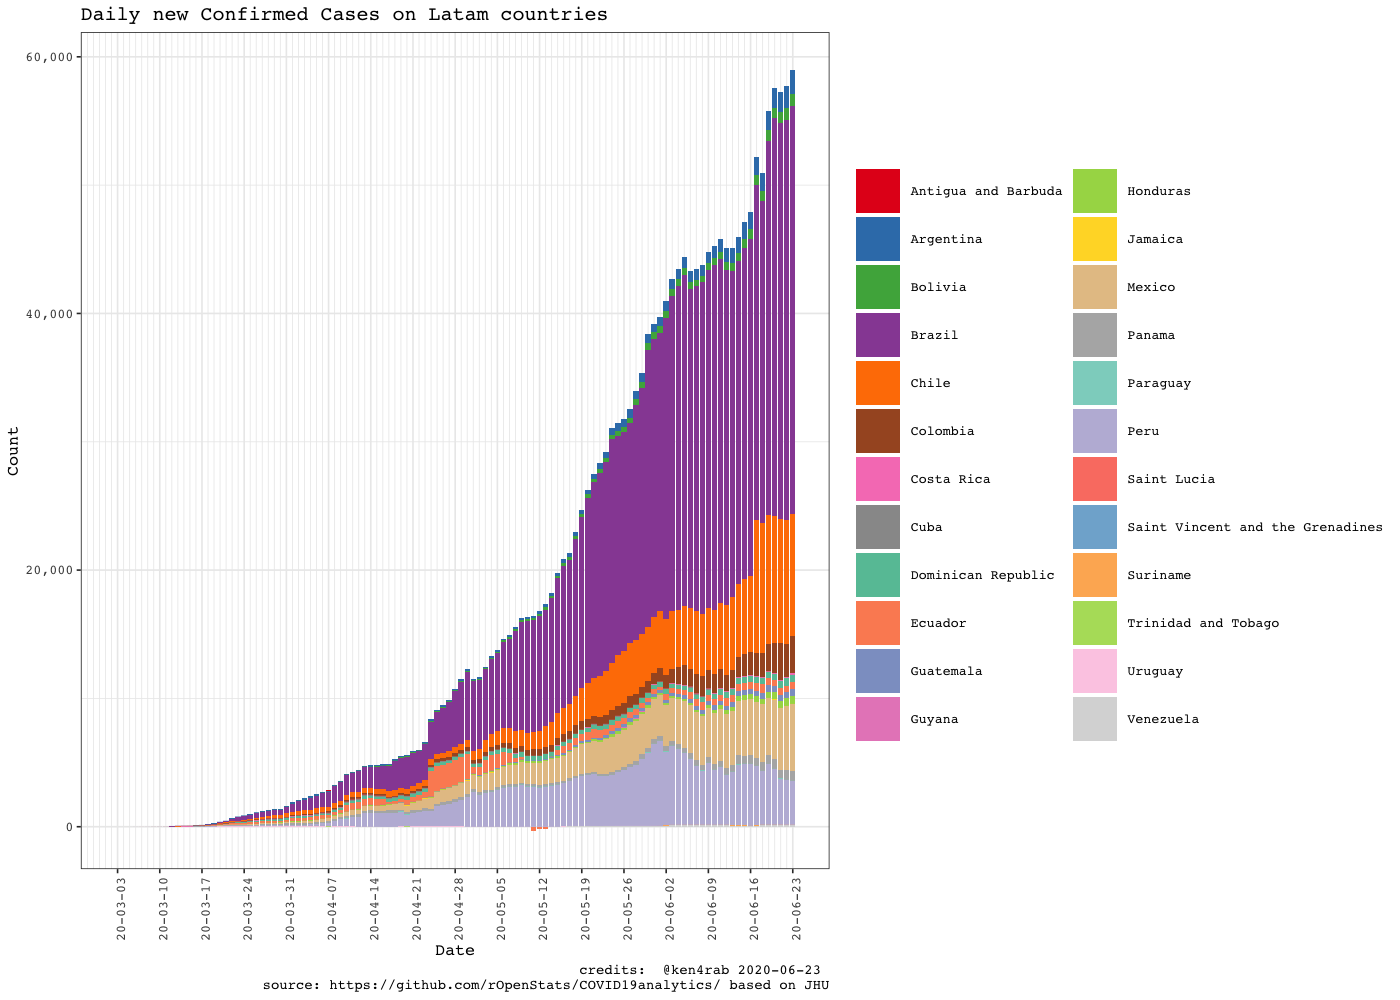 Daily new Confirmed Cases on Latam countries
60,000
40,000
20,000
0
Count
20-03-03
20-03-10
20-03-17
20-03-24
20-03-31
20-04-07
20-04-14
20-04-21
20-04-28
20-05-05
20-05-12
20-05-19
20-05-26
20-06-02
20-06-09
20-06-16
20-06-23
Date
Antigua and Barbuda
Argentina
Bolivia
Brazil
Chile
Colombia
Costa Rica
Cuba
Dominican Republic
Ecuador
Guatemala
Guyana
Honduras
Jamaica
Mexico
Panama
Paraguay
Peru
Saint Lucia
Saint Vincent and the Grenadines
Suriname
Trinidad and Tobago
Uruguay
Venezuela
credits:  @ken4rab 2020-06-23
source: https://github.com/rOpenStats/COVID19analytics/ based on JHU